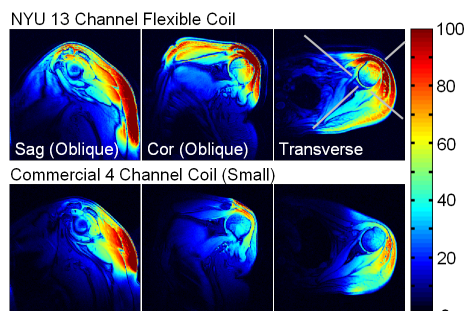 NYU 13 Channel Flexible Coil
Sag (Oblique)
Cor (Oblique)
Transverse
Commercial 4 Channel Coil (Small)
100
80
60
40
20